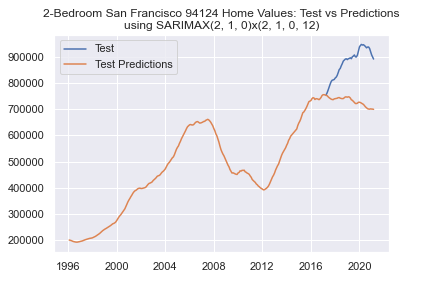 2-Bedroom San Francisco 94124 Home Values: Test vs Predictions
using SARIMAX(2, 1, 0)x(2, 1, 0, 12)
Test
Test Predictions
900000
800000
700000
600000
500000
400000
300000
200000
1996 2000 2004 2008 2012 2016 2020